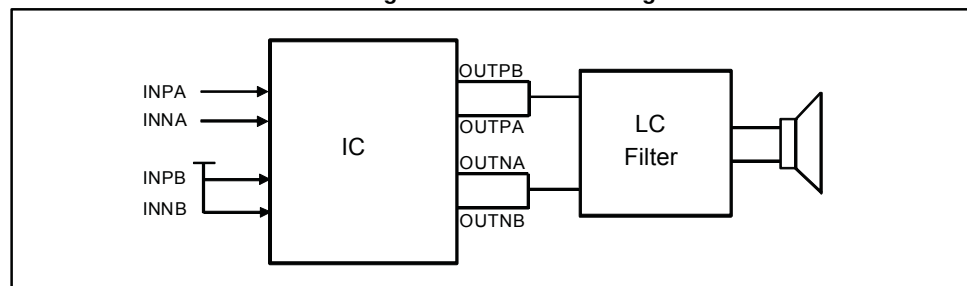 INPA
INNA
INPB
INNB
IC
OUTPB
OUTPA
OUTNA
OUTNB
LC
Filter